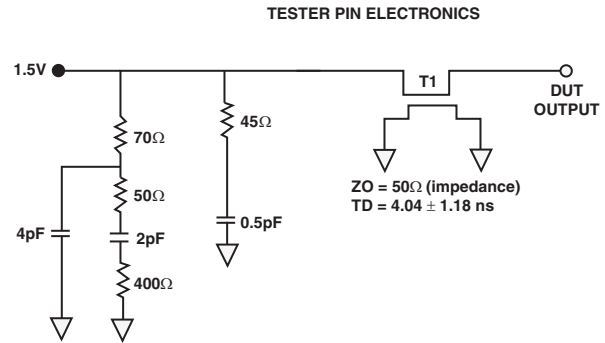 TESTER PIN ELECTRONICS
1.5V
T1
DUT
OUTPUT
70Ω
45Ω
50Ω
ZO = 50Ω (impedance)
TD = 4.04 ± 1.18 ns
4pF
2pF
0.5pF
400Ω